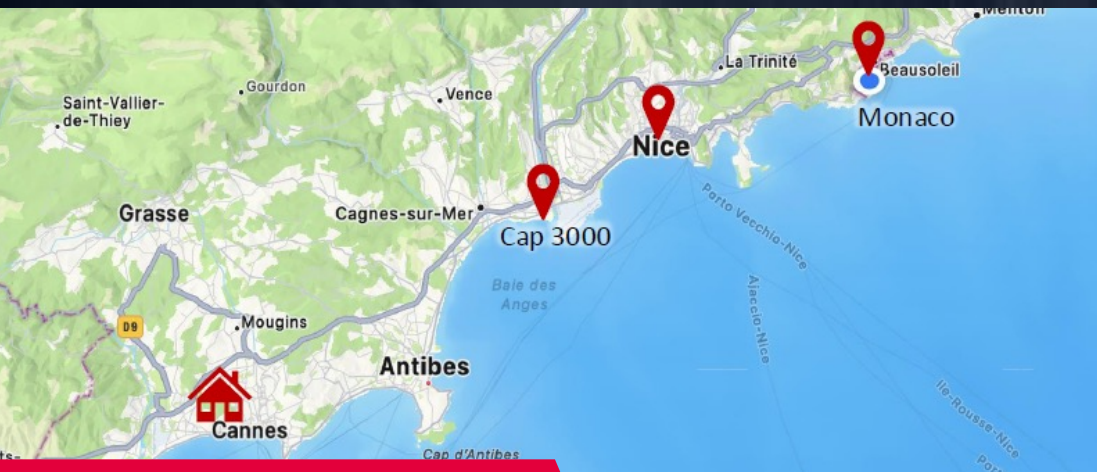 Menton
La Trinité
Beausoleil
Gourdon
Vence
Saint-Vallier-
de-Thiey
Monaco
Nice
Grasse
Cagnes-sur-Mer
Cap 3000
Porto Vecchio-Nice
Baie des
Anges
Ajaccio-Nice
D9
Mougins
Antibes
Ile-Rousse-Nice
Cannes
Cap d'Antibes
ts-